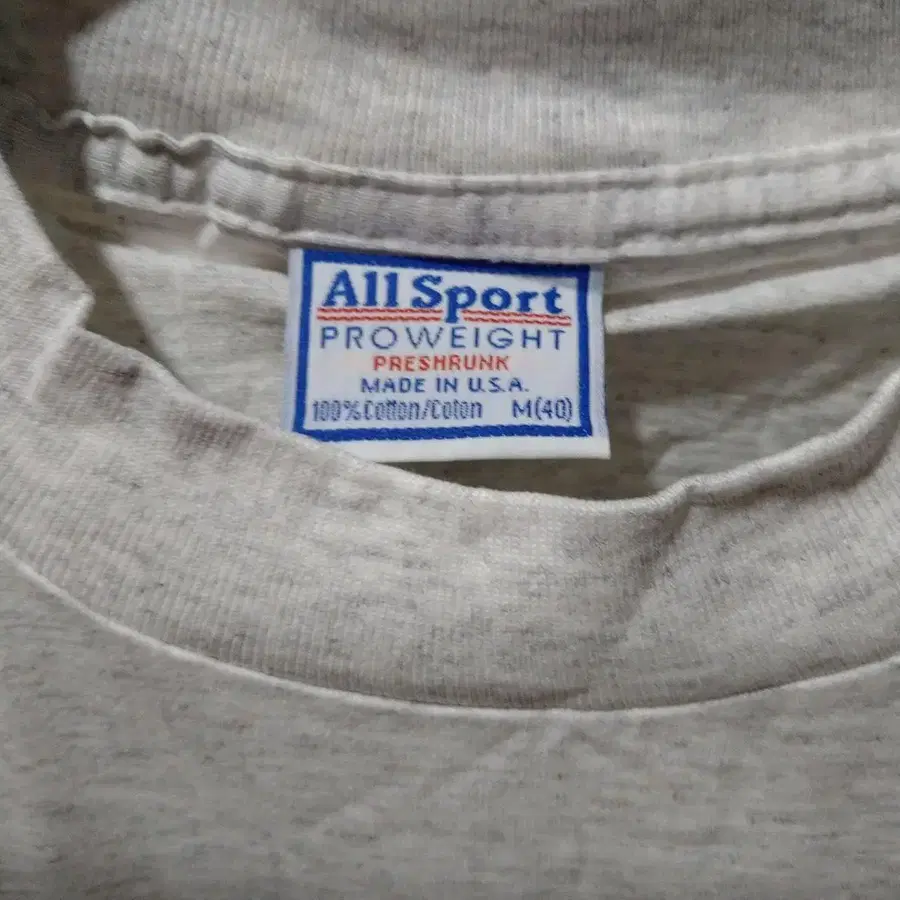 All Sport
PROWEIGHT
PRESHRUNK
MADE IN U.S.A.
100% Cotton/Coton M(40)